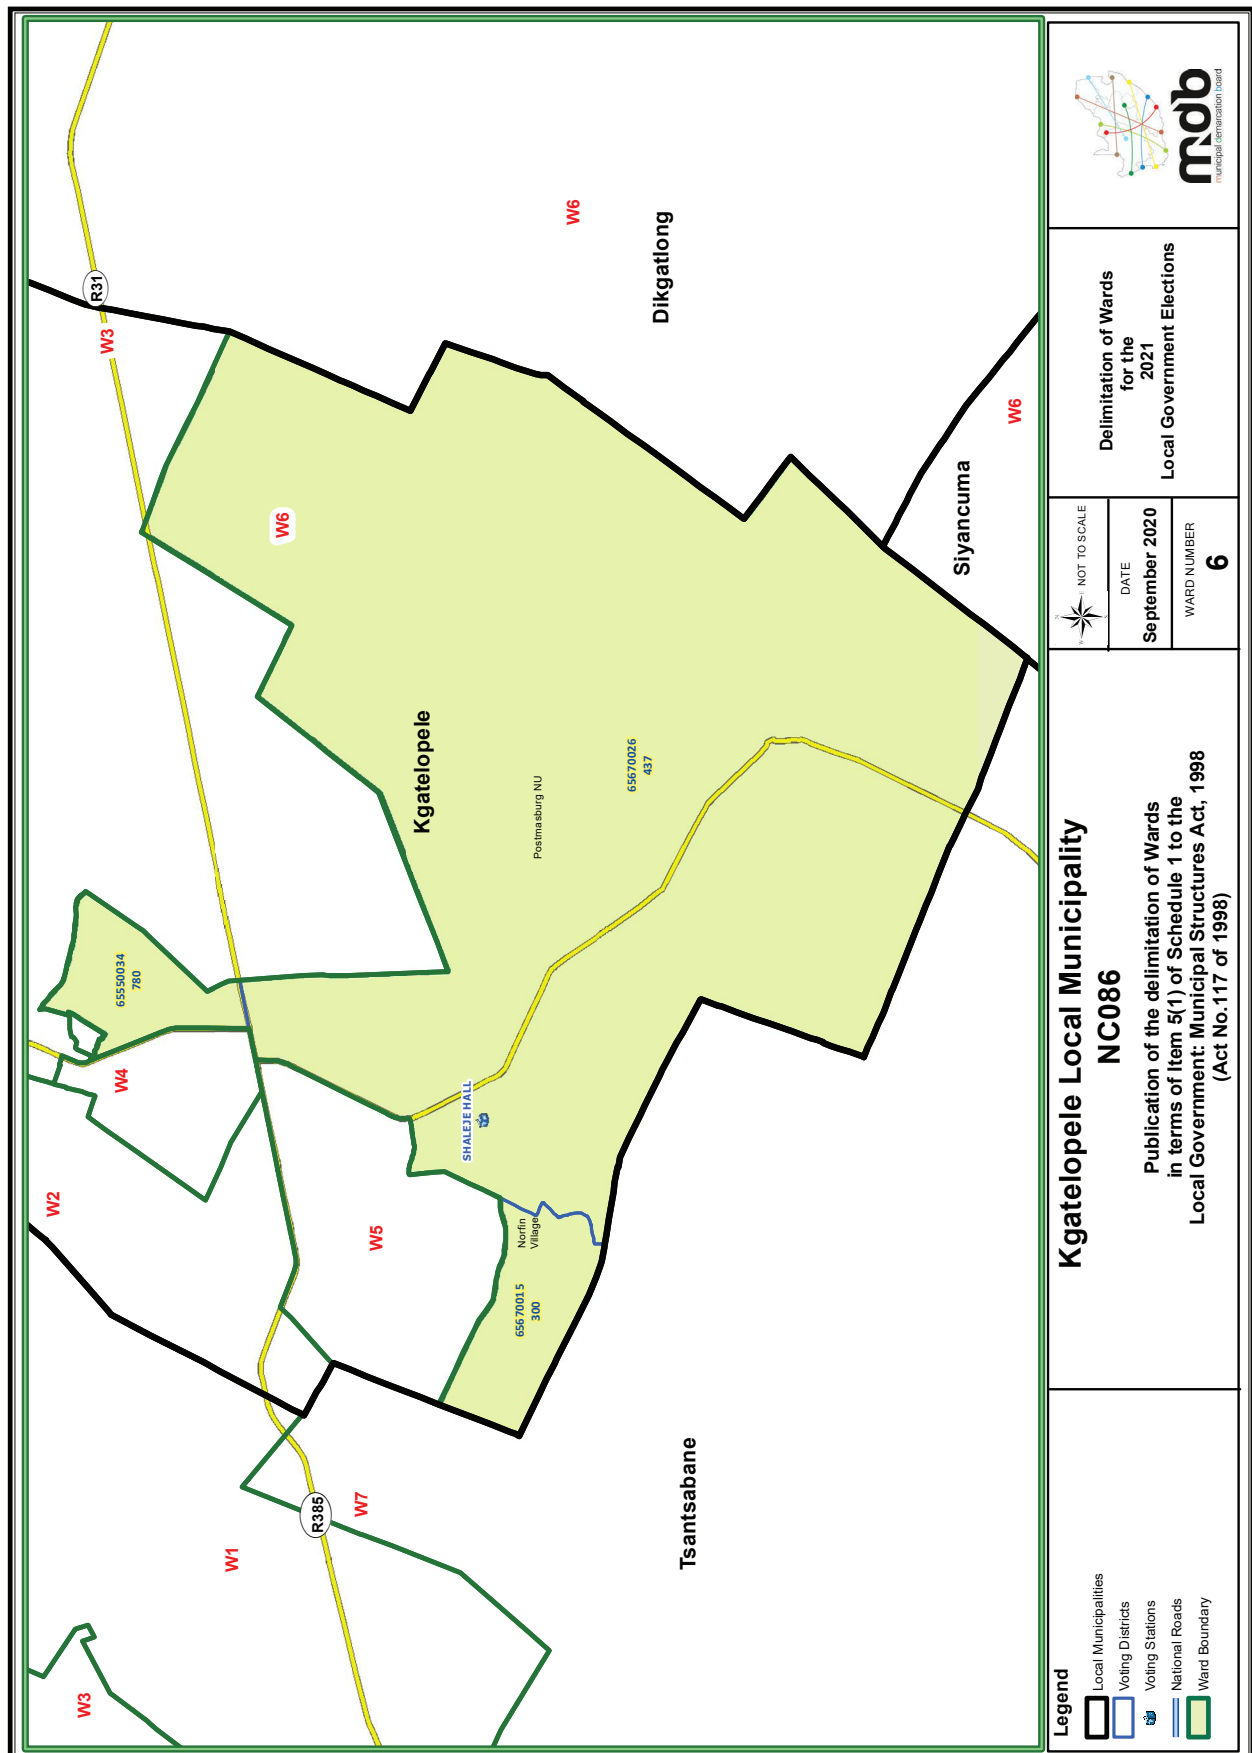 R31
W3
W6
W6
Dikgatlong
W6
Siyancuma
Kgatelopele
Postmasburg NU
65670026
437
65550034
780
W4
W2
SHALEJE HALL
W5
Norfin
Village
65670015
300
Tsantsabane
W7
R385
W1
W3
Legend
Local Municipalities
Voting Districts
Voting Stations
National Roads
Ward Boundary
Kgatelopele Local Municipality
NC086
Publication of the delimitation of Wards
in terms of Item 5(1) of Schedule 1 to the
Local Government: Municipal Structures Act, 1998
(Act No.117 of 1998)
N
W E
S
NOT TO SCALE
DATE
September 2020
WARD NUMBER
6
Delimitation of Wards
for the
2021
Local Government Elections
mdb
municipal demarcation board